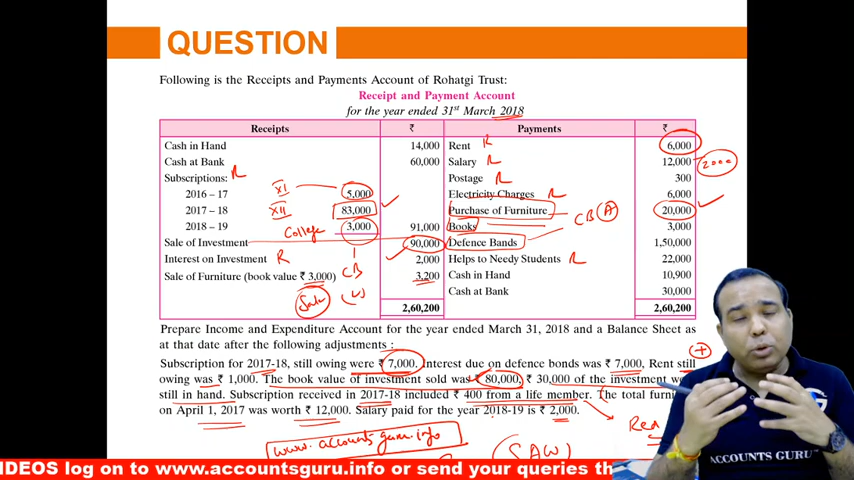 QUESTION
Following is the Receipts and Payments Account of Rohatgi Trust:
Receipt and Payment Account
for the year ended 31st March 2018
Receipts ₹ Payments ₹
Cash in Hand 14,000 Rent R 6,000
Cash at Bank 60,000 Salary R 12,000 2000
Subscriptions: R Postage R 300
2016 – 17 XI 5,000 Electricity Charges R 6,000
2017 – 18 XII 83,000 Purchase of Furniture CB A 20,000
2018 – 19 College 3,000 91,000 Books 3,000
Sale of Investment 90,000 Defence Bands 1,50,000
Interest on Investment R 2,000 Helps to Needy Students R 22,000
Sale of Furniture (book value ₹ 3,000) CB 3,200 Cash in Hand 10,900
Sale (L) Cash at Bank 30,000
2,60,200 2,60,200
Prepare Income and Expenditure Account for the year ended March 31, 2018 and a Balance Sheet as
at that date after the following adjustments :
Subscription for 2017-18, still owing were ₹ 7,000. Interest due on defence bonds was ₹ 7,000, Rent still +
owing was ₹ 1,000. The book value of investment sold was ₹ 80,000, ₹ 30,000 of the investment
still in hand. Subscription received in 2017-18 included ₹ 400 from a life member. The total
on April 1, 2017 was worth ₹ 12,000. Salary paid for the year 2018-19 is ₹ 2,000.
Red
www.accountsguru.info
(SAW)
ACCOUNTS GURU
IDEOS log on to www.accountsguru.info or send your queries